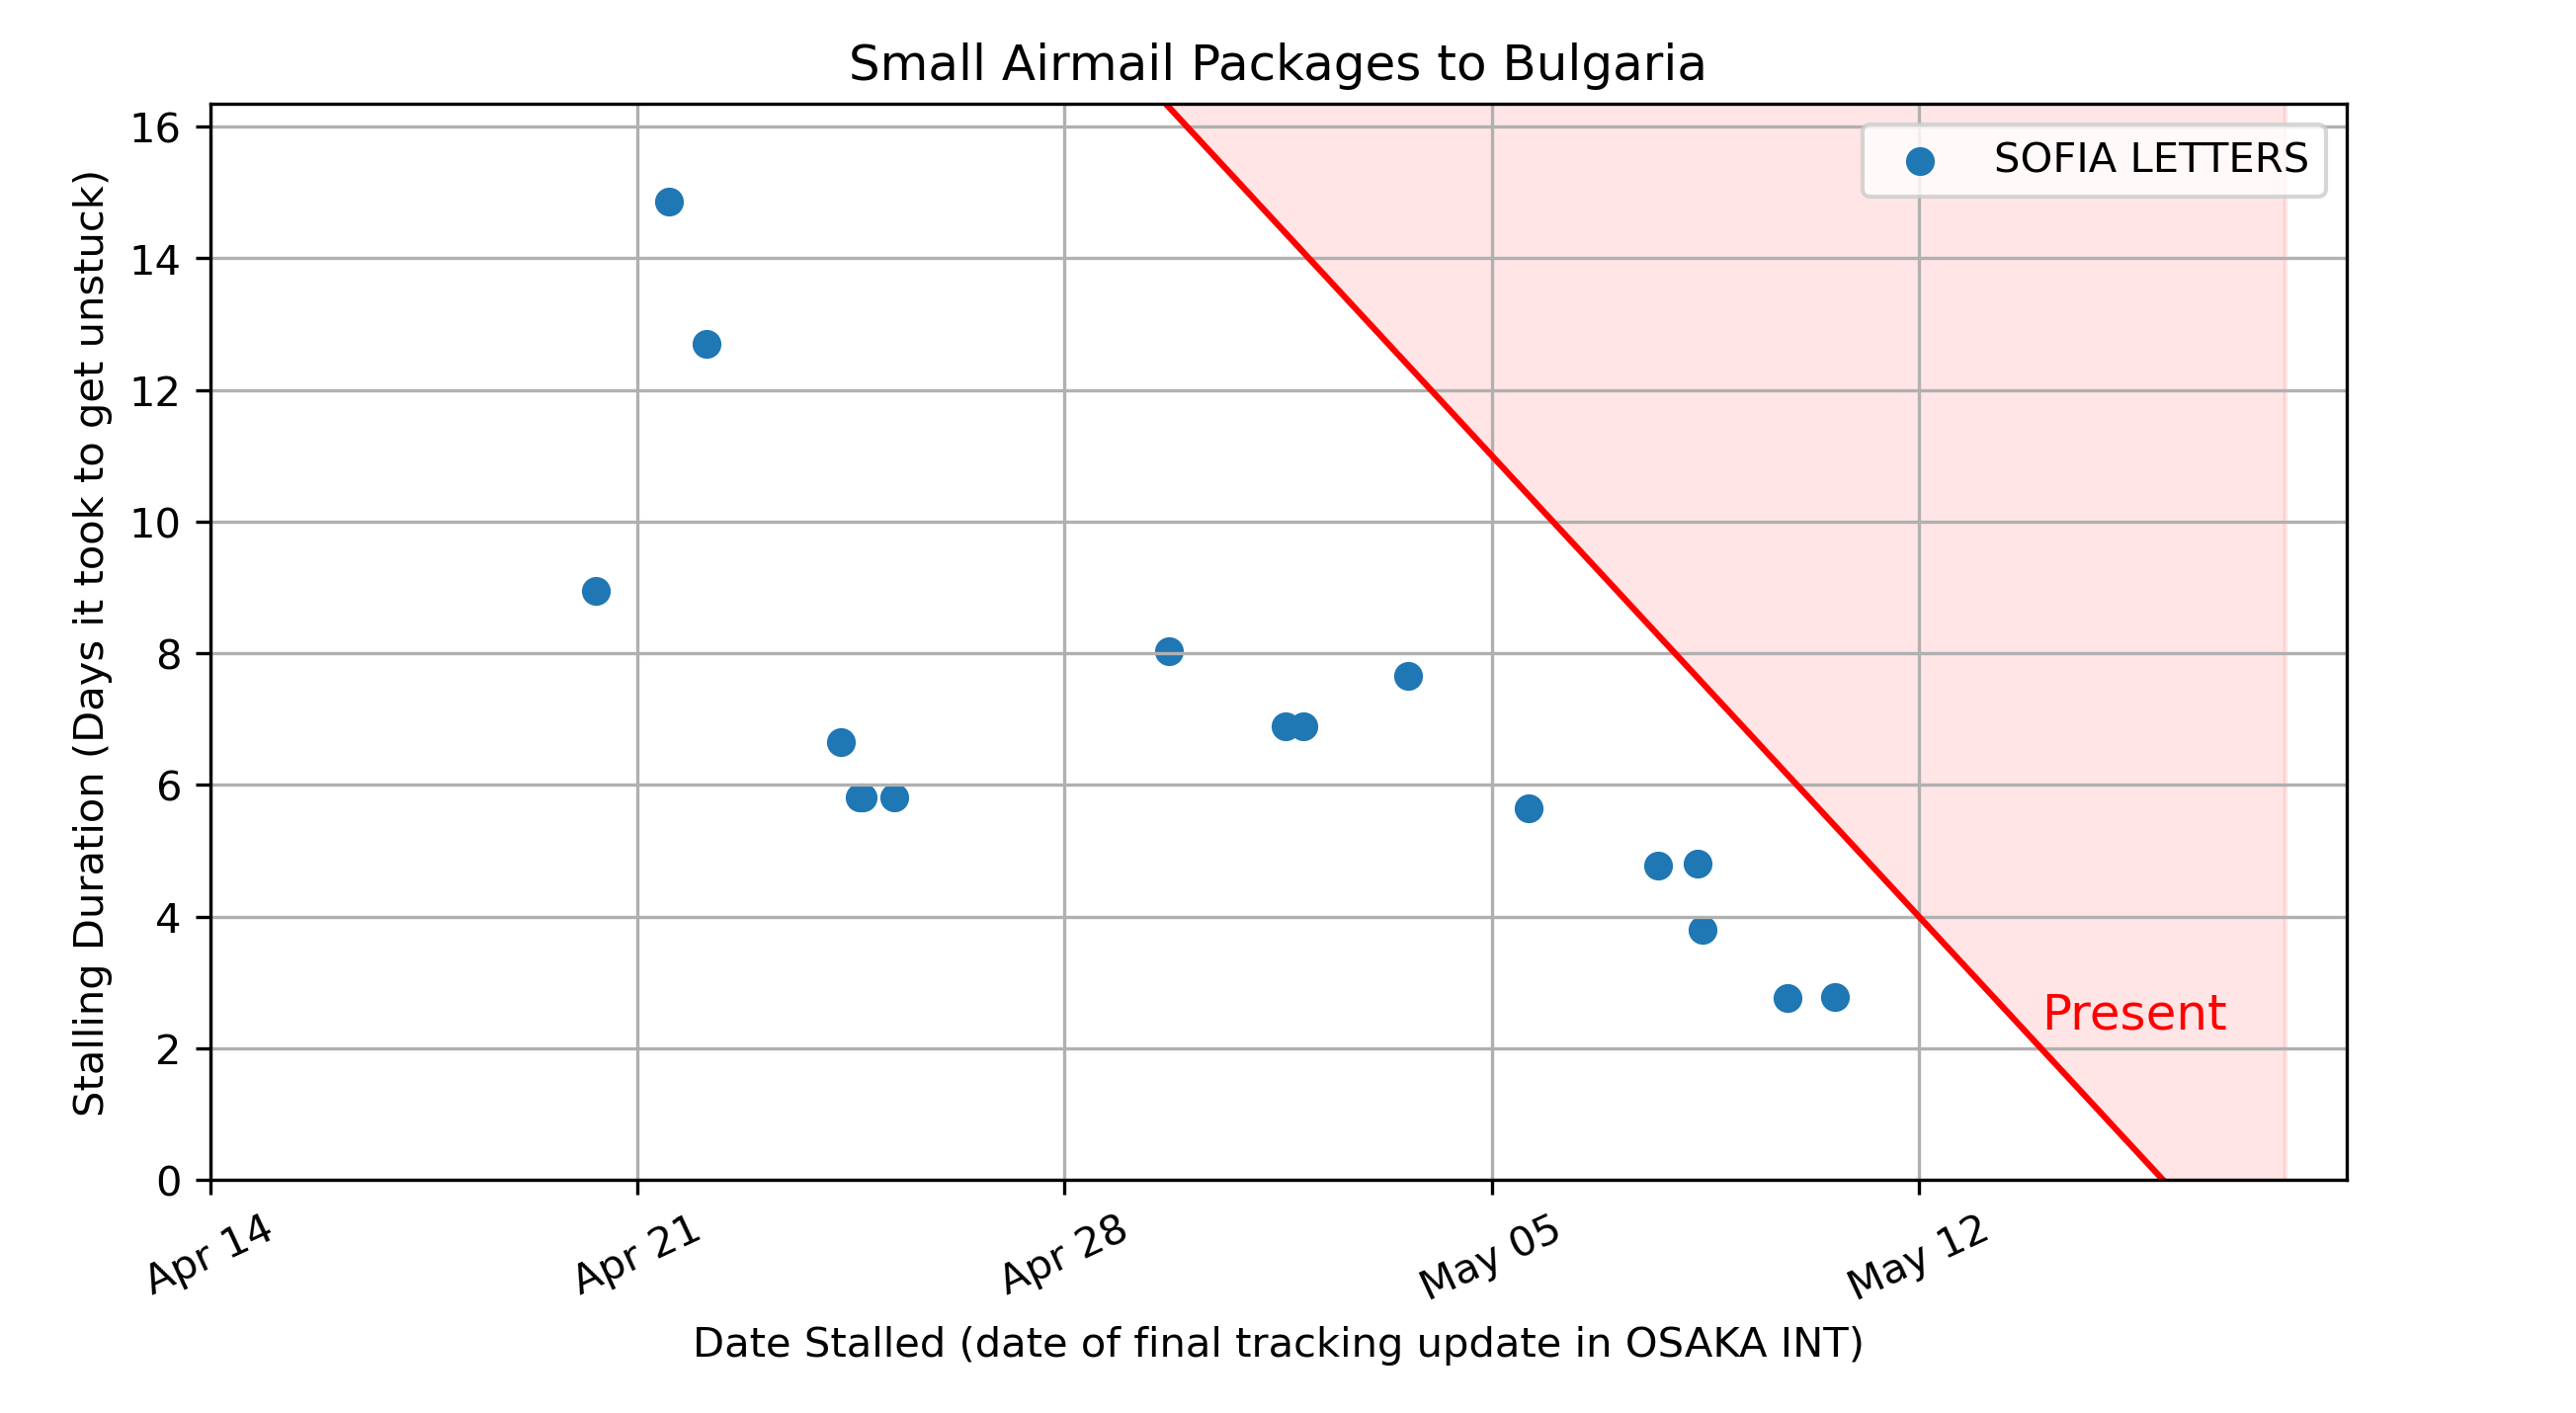 Small Airmail Packages to Bulgaria
SOFIA LETTERS
Stalling Duration (Days it took to get unstuck)
16
14
12
10
8
6
4
2
0
Present
Apr 14
Apr 21
Apr 28
May 05
May 12
Date Stalled (date of final tracking update in OSAKA INT)